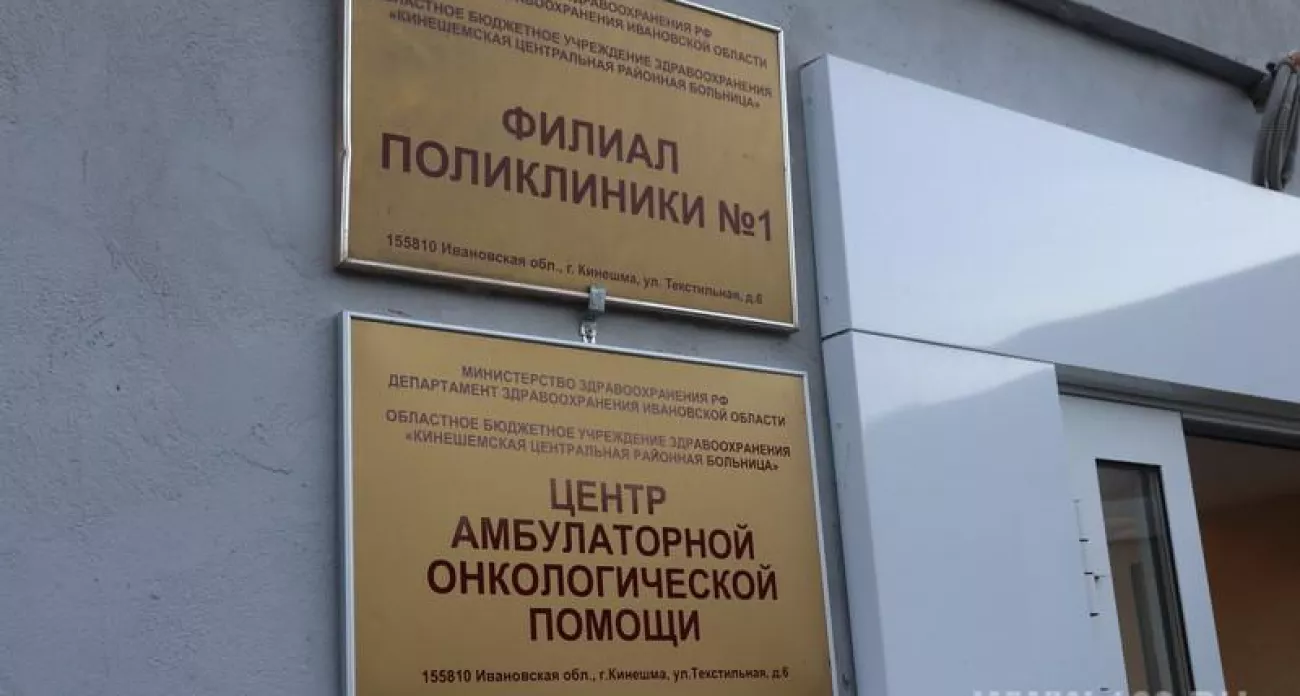 ЗДРАВООХРАНЕНИЯ РФ
ЗДРАВООХРАНЕНИЯ ИВАНОВСКОЙ ОБЛАСТИ
ОБЛАСТНОЕ БЮДЖЕТНОЕ УЧРЕЖДЕНИЕ ЗДРАВООХРАНЕНИЯ
«КИНЕШЕМСКАЯ ЦЕНТРАЛЬНАЯ РАЙОННАЯ БОЛЬНИЦА»
ФИЛИАЛ
ПОЛИКЛИНИКИ №1
155810 Ивановская обл., г. Кинешма, ул. Текстильная, д.6
МИНИСТЕРСТВО ЗДРАВООХРАНЕНИЯ РФ
ДЕПАРТАМЕНТ ЗДРАВООХРАНЕНИЯ ИВАНОВСКОЙ ОБЛАСТИ
ОБЛАСТНОЕ БЮДЖЕТНОЕ УЧРЕЖДЕНИЕ ЗДРАВООХРАНЕНИЯ
«КИНЕШЕМСКАЯ ЦЕНТРАЛЬНАЯ РАЙОННАЯ БОЛЬНИЦА»
ЦЕНТР
АМБУЛАТОРНОЙ
ОНКОЛОГИЧЕСКОЙ
ПОМОЩИ
155810 Ивановская обл., г.Кинешма, ул.Текстильная, д.6